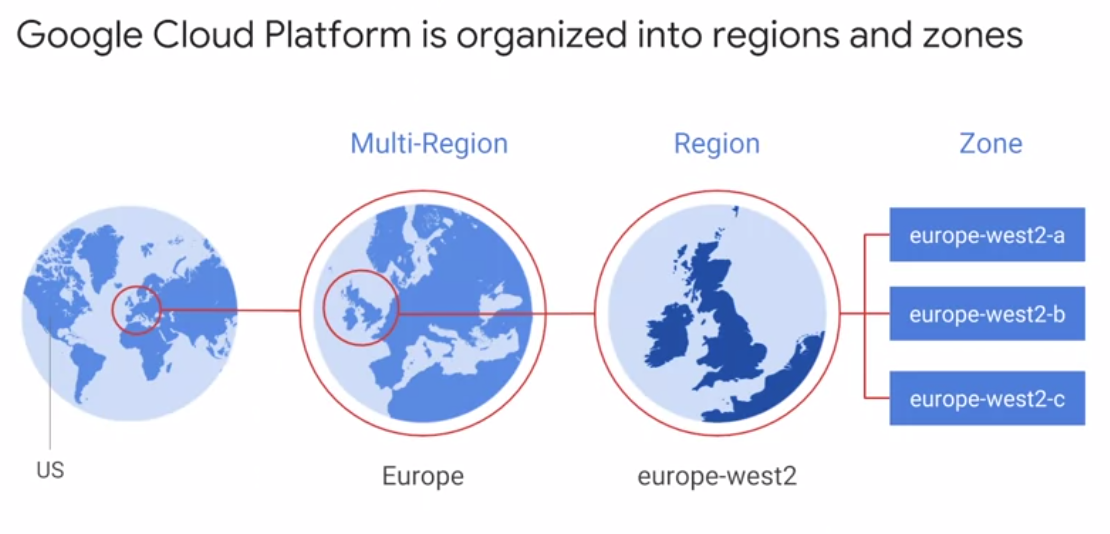 Google Cloud Platform is organized into regions and zones
Multi-Region
Region
Zone
europe-west2-a
europe-west2-b
europe-west2-c
US
Europe
europe-west2